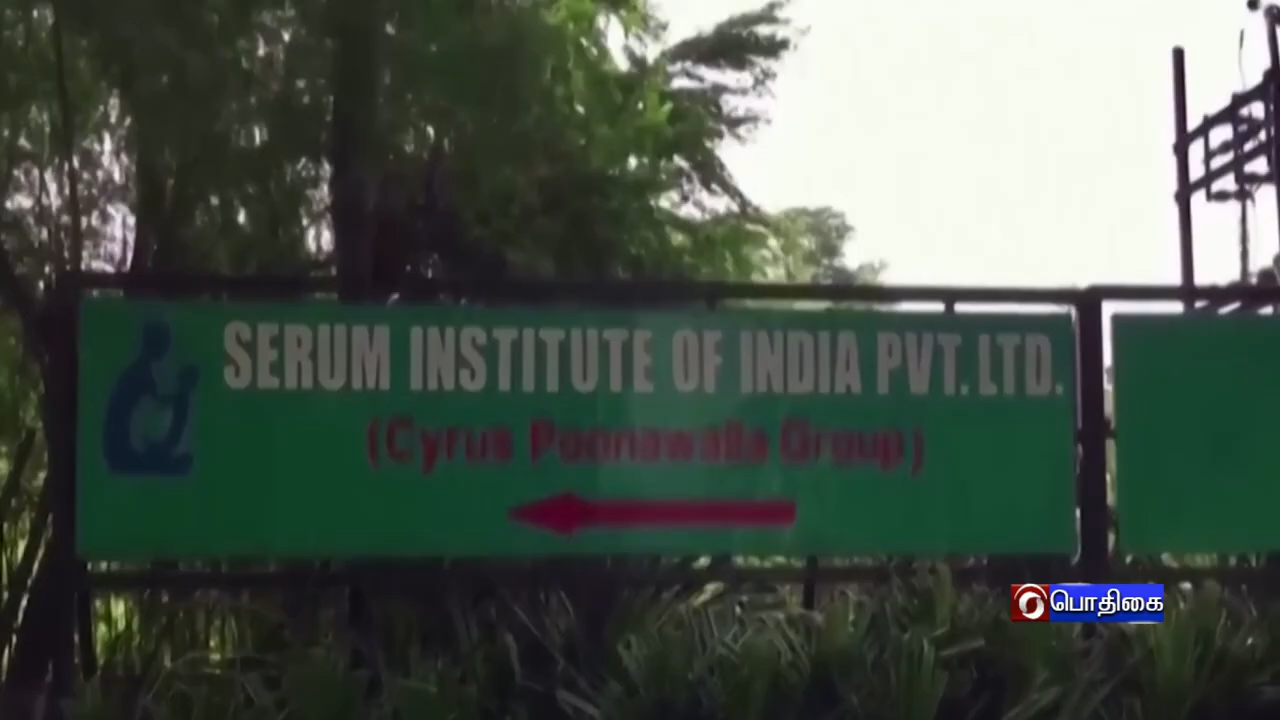 SERUM INSTITUTE OF INDIA PVT. LTD.
(Cyrus Poonawalla Group)
பொதிகை